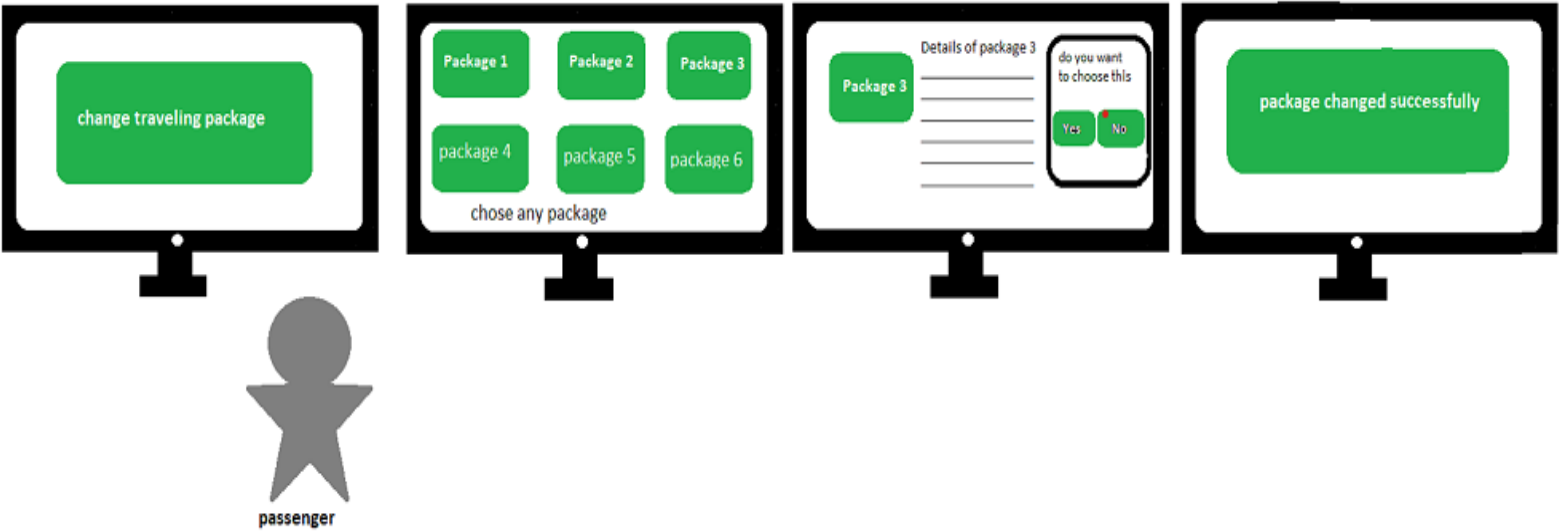 change traveling package
Package 1
Package 2
Package 3
package 4
package 5
package 6
chose any package
Package 3
Details of package 3
do you want
to choose this
Yes
No
package changed successfully
passenger